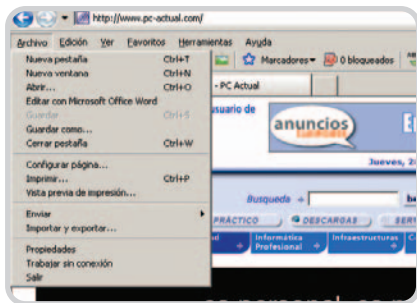 http://www.pc-actual.com/
Archivo Edición Ver Favoritos Herramientas Ayuda
Marcadores 0 bloqueados
Nueva pestaña Ctrl+T
Nueva ventana Ctrl+N
Abrir... Ctrl+O
Editar con Microsoft Office Word
Guardar Ctrl+S
Guardar como...
Cerrar pestaña Ctrl+W
Configurar página...
Imprimir... Ctrl+P
Vista previa de impresión...
Enviar
Importar y exportar...
Propiedades
Trabajar sin conexión
Salir
- PC Actual
usuario de
anuncios
Jueves, 2
Busqueda
PRÁCTICO DESCARGAS SER
Informática Profesional
Infraestructuras